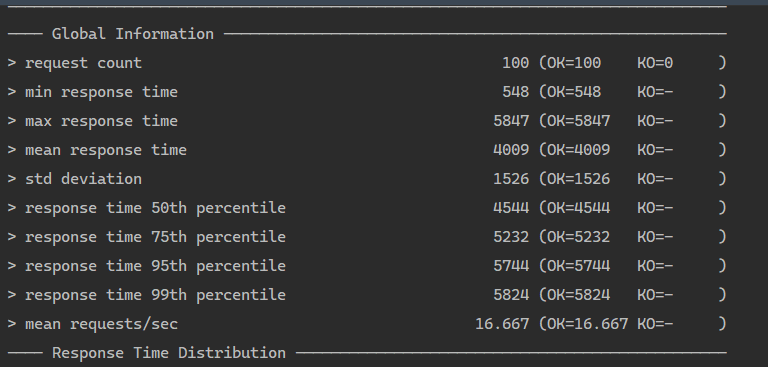 ---- Global Information --------------------------------------------------------
> request count                                        100 (OK=100    KO=0     )
> min response time                                    548 (OK=548    KO=-     )
> max response time                                   5847 (OK=5847   KO=-     )
> mean response time                                  4009 (OK=4009   KO=-     )
> std deviation                                       1526 (OK=1526   KO=-     )
> response time 50th percentile                       4544 (OK=4544   KO=-     )
> response time 75th percentile                       5232 (OK=5232   KO=-     )
> response time 95th percentile                       5744 (OK=5744   KO=-     )
> response time 99th percentile                       5824 (OK=5824   KO=-     )
> mean requests/sec                                 16.667 (OK=16.667 KO=-     )
---- Response Time Distribution ------------------------------------------------